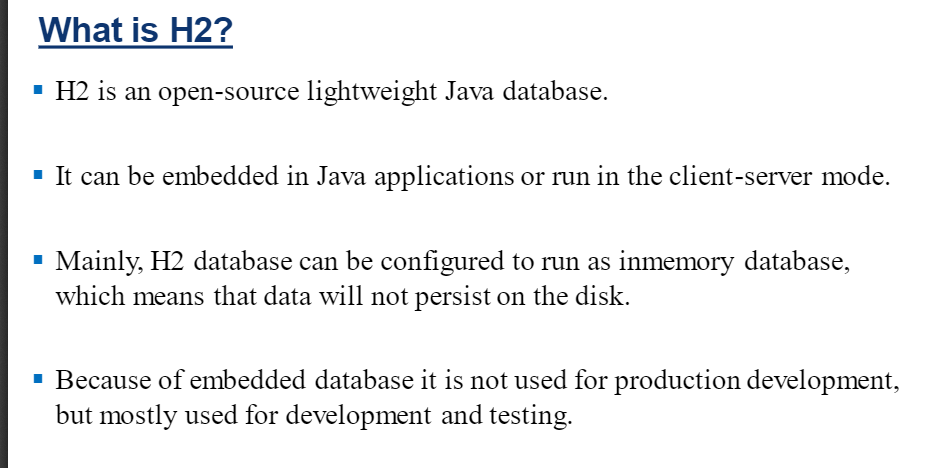 What is H2?
▪ H2 is an open-source lightweight Java database.
▪ It can be embedded in Java applications or run in the client-server mode.
▪ Mainly, H2 database can be configured to run as inmemory database,
which means that data will not persist on the disk.
▪ Because of embedded database it is not used for production development,
but mostly used for development and testing.